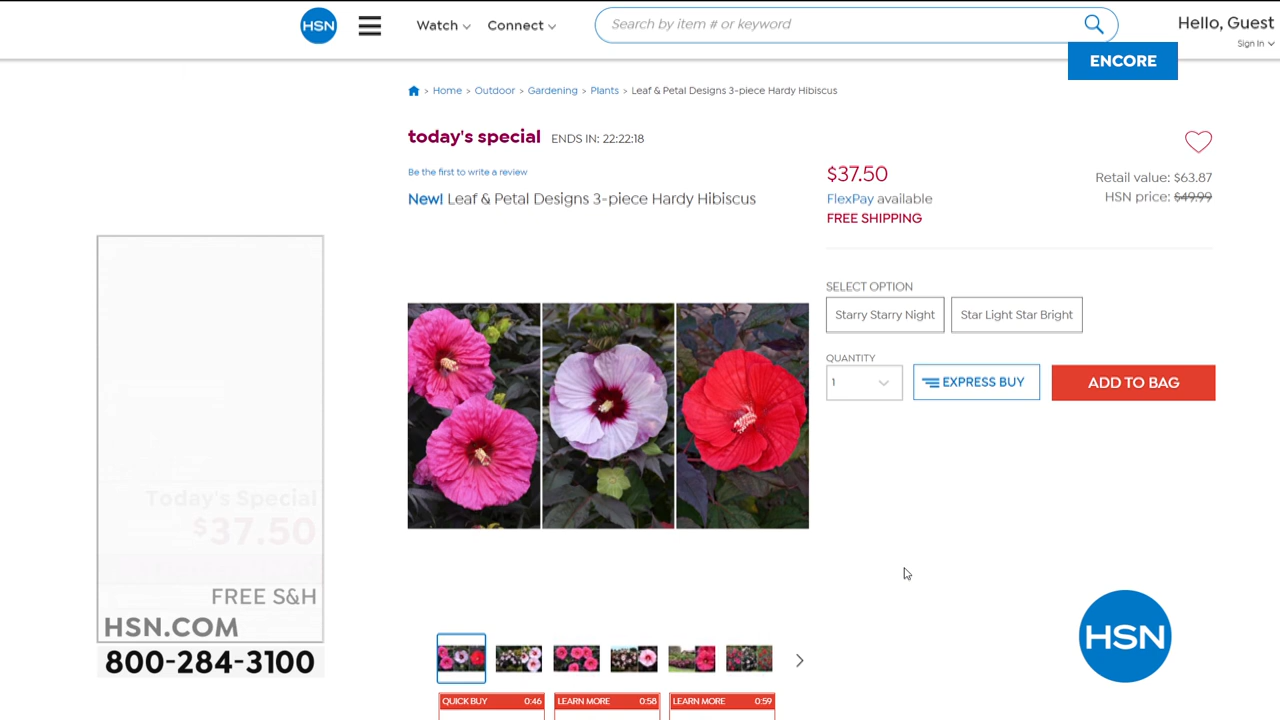 HSN
Watch
Connect
Search by item # or keyword
Hello, Guest
Sign In
ENCORE
> Home > Outdoor > Gardening > Plants > Leaf & Petal Designs 3-piece Hardy Hibiscus
today's special ENDS IN: 22:22:18
Be the first to write a review
New! Leaf & Petal Designs 3-piece Hardy Hibiscus
$37.50
FlexPay available
FREE SHIPPING
Retail value: $63.87
HSN price: $49.99
SELECT OPTION
Starry Starry Night
Star Light Star Bright
QUANTITY
1
EXPRESS BUY
ADD TO BAG
Today's Special
$37.50
FREE S&H
HSN.COM
800-284-3100
HSN
QUICK BUY 0:46
LEARN MORE 0:58
LEARN MORE 0:59